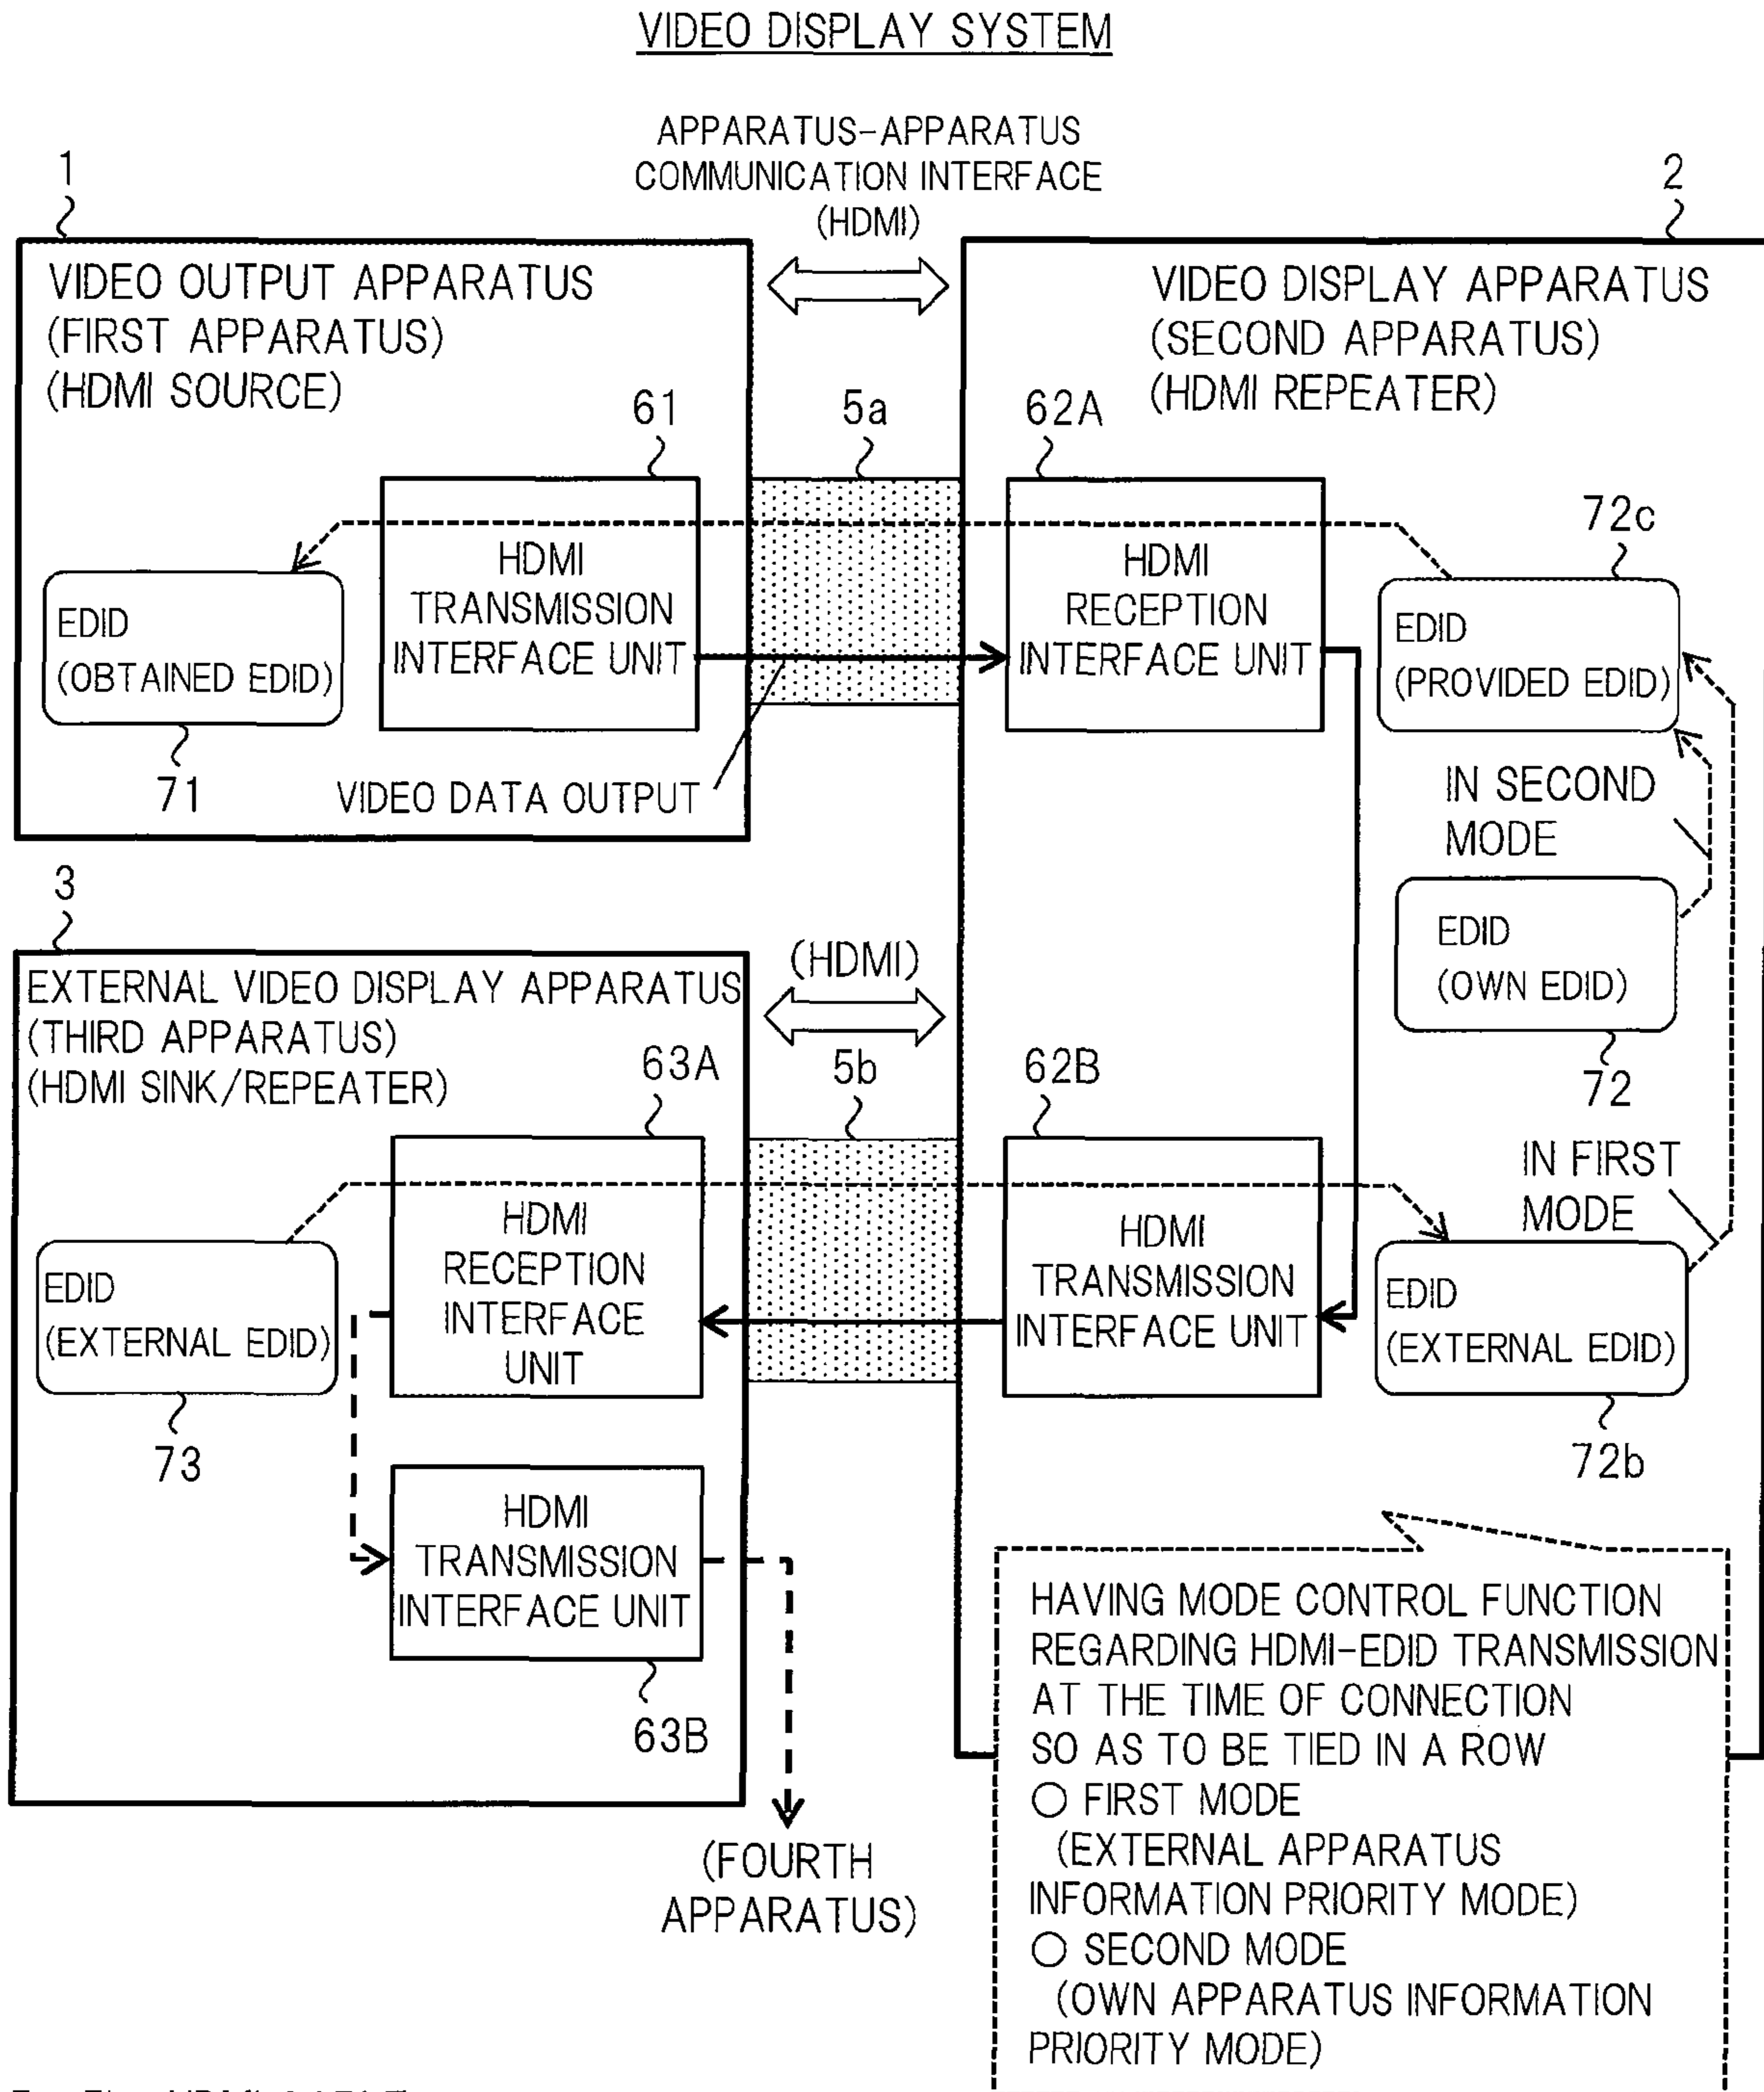 VIDEO DISPLAY SYSTEM
APPARATUS-APPARATUS
COMMUNICATION INTERFACE
(HDMI)
1
2
VIDEO OUTPUT APPARATUS
(FIRST APPARATUS)
(HDMI SOURCE)
VIDEO DISPLAY APPARATUS
(SECOND APPARATUS)
(HDMI REPEATER)
61
5a
62A
72c
HDMI
TRANSMISSION
INTERFACE UNIT
HDMI
RECEPTION
INTERFACE UNIT
EDID
(OBTAINED EDID)
EDID
(PROVIDED EDID)
71
VIDEO DATA OUTPUT
IN SECOND
MODE
3
EDID
(OWN EDID)
72
EXTERNAL VIDEO DISPLAY APPARATUS
(THIRD APPARATUS)
(HDMI SINK/REPEATER)
(HDMI)
63A
5b
62B
IN FIRST
MODE
HDMI
RECEPTION
INTERFACE
UNIT
HDMI
TRANSMISSION
INTERFACE UNIT
EDID
(EXTERNAL EDID)
EDID
(EXTERNAL EDID)
73
72b
HDMI
TRANSMISSION
INTERFACE UNIT
63B
(FOURTH
APPARATUS)
HAVING MODE CONTROL FUNCTION
REGARDING HDMI-EDID TRANSMISSION
AT THE TIME OF CONNECTION
SO AS TO BE TIED IN A ROW
○ FIRST MODE
(EXTERNAL APPARATUS
INFORMATION PRIORITY MODE)
○ SECOND MODE
(OWN APPARATUS INFORMATION
PRIORITY MODE)